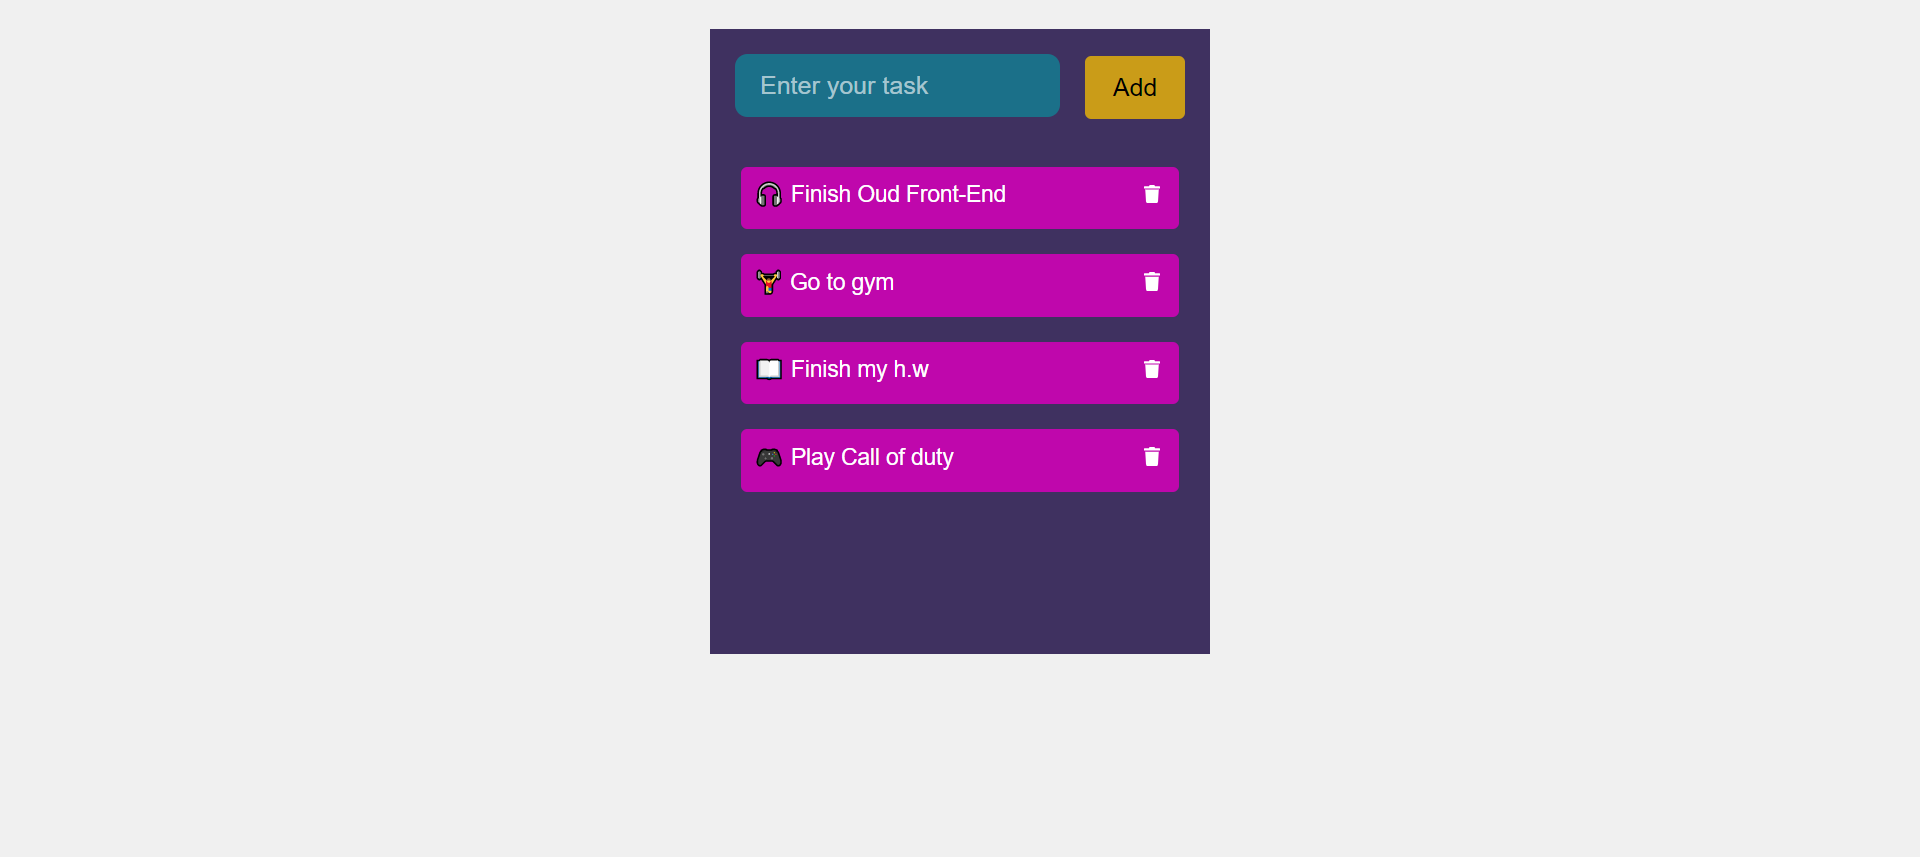 Enter your task
Add
Finish Oud Front-End
Go to gym
Finish my h.w
Play Call of duty